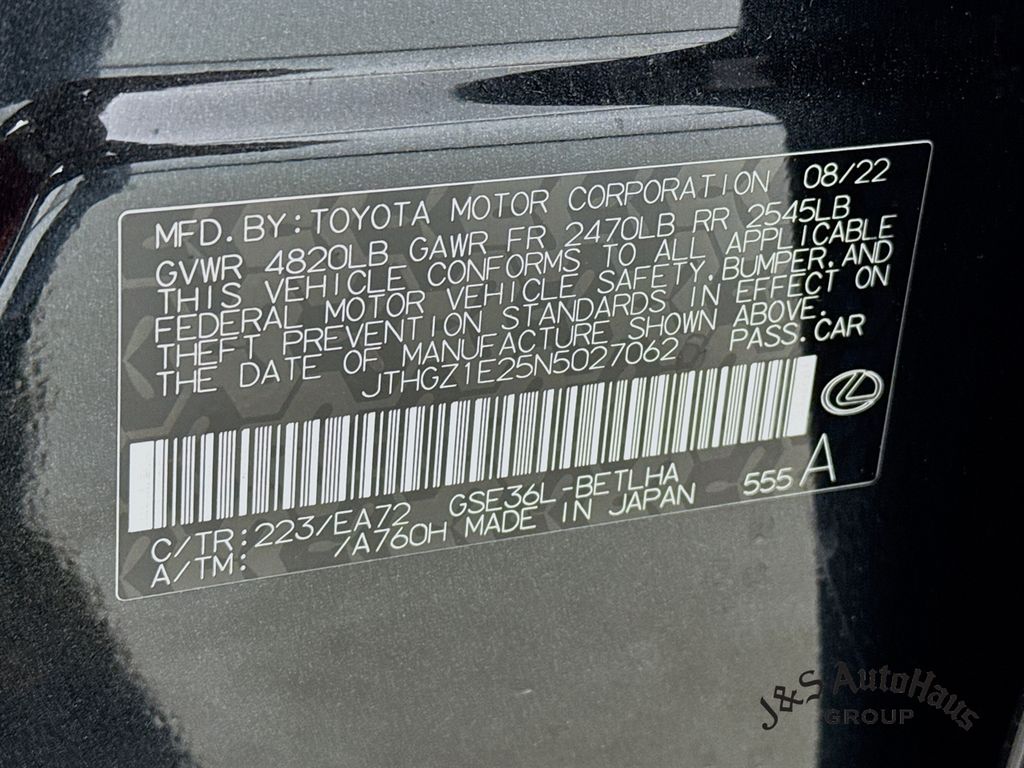 MFD. BY: TOYOTA MOTOR CORPORATION 08/22
GVWR 4820LB GAWR FR 2470LB RR 2545LB
THIS VEHICLE CONFORMS TO ALL APPLICABLE
FEDERAL MOTOR VEHICLE SAFETY, BUMPER, AND
THEFT PREVENTION STANDARDS IN EFFECT ON
THE DATE OF MANUFACTURE SHOWN ABOVE.
JTHGZ1E25N5027062 PASS. CAR
C/TR: 223/EA72 GSE36L-BETLHA 555 A
A/TM: /A760H MADE IN JAPAN
J&S AutoHaus
GROUP